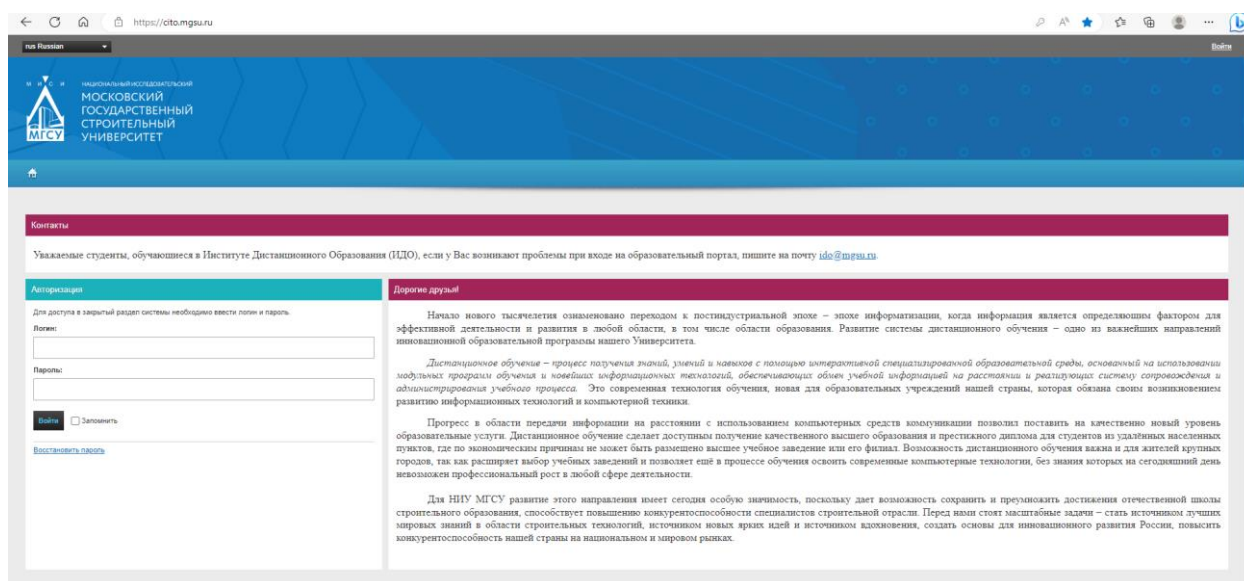 https://cito.mgsu.ru
rus Russian
Войти
М И С И
МГСУ
НАЦИОНАЛЬНЫЙ ИССЛЕДОВАТЕЛЬСКИЙ
МОСКОВСКИЙ
ГОСУДАРСТВЕННЫЙ
СТРОИТЕЛЬНЫЙ
УНИВЕРСИТЕТ
Контакты
Уважаемые студенты, обучающиеся в Институте Дистанционного Образования (ИДО), если у Вас возникают проблемы при входе на образовательный портал, пишите на почту ido@mgsu.ru.
Авторизация
Для доступа в закрытый раздел системы необходимо ввести логин и пароль.
Логин:
Пароль:
Войти
Запомнить
Восстановить пароль
Дорогие друзья!
Начало нового тысячелетия ознаменовано переходом к постиндустриальной эпохе – эпохе информатизации, когда информация является определяющим фактором для
эффективной деятельности и развития в любой области, в том числе области образования. Развитие системы дистанционного обучения – одно из важнейших направлений
инновационной образовательной программы нашего Университета.
Дистанционное обучение – процесс получения знаний, умений и навыков с помощью интерактивной специализированной образовательной среды, основанный на использовании
модульных программ обучения и новейших информационных технологий, обеспечивающих обмен учебной информацией на расстоянии и реализующих систему сопровождения и
администрирования учебного процесса. Это современная технология обучения, новая для образовательных учреждений нашей страны, которая обязана своим возникновением
развитию информационных технологий и компьютерной техники.
Прогресс в области передачи информации на расстоянии с использованием компьютерных средств коммуникации позволил поставить на качественно новый уровень
образовательные услуги. Дистанционное обучение сделает доступным получение качественного высшего образования и престижного диплома для студентов из удалённых населенных
пунктов, где по экономическим причинам не может быть размещено высшее учебное заведение или его филиал. Возможность дистанционного обучения важна и для жителей крупных
городов, так как расширяет выбор учебных заведений и позволяет ещё в процессе обучения освоить современные компьютерные технологии, без знания которых на сегодняшний день
невозможен профессиональный рост в любой сфере деятельности.
Для НИУ МГСУ развитие этого направления имеет сегодня особую значимость, поскольку дает возможность сохранить и преумножить достижения отечественной школы
строительного образования, способствует повышению конкурентоспособности специалистов строительной отрасли. Перед нами стоят масштабные задачи – стать источником лучших
мировых знаний в области строительных технологий, источником новых ярких идей и источником вдохновения, создать основы для инновационного развития России, повысить
конкурентоспособность нашей страны на национальном и мировом рынках.